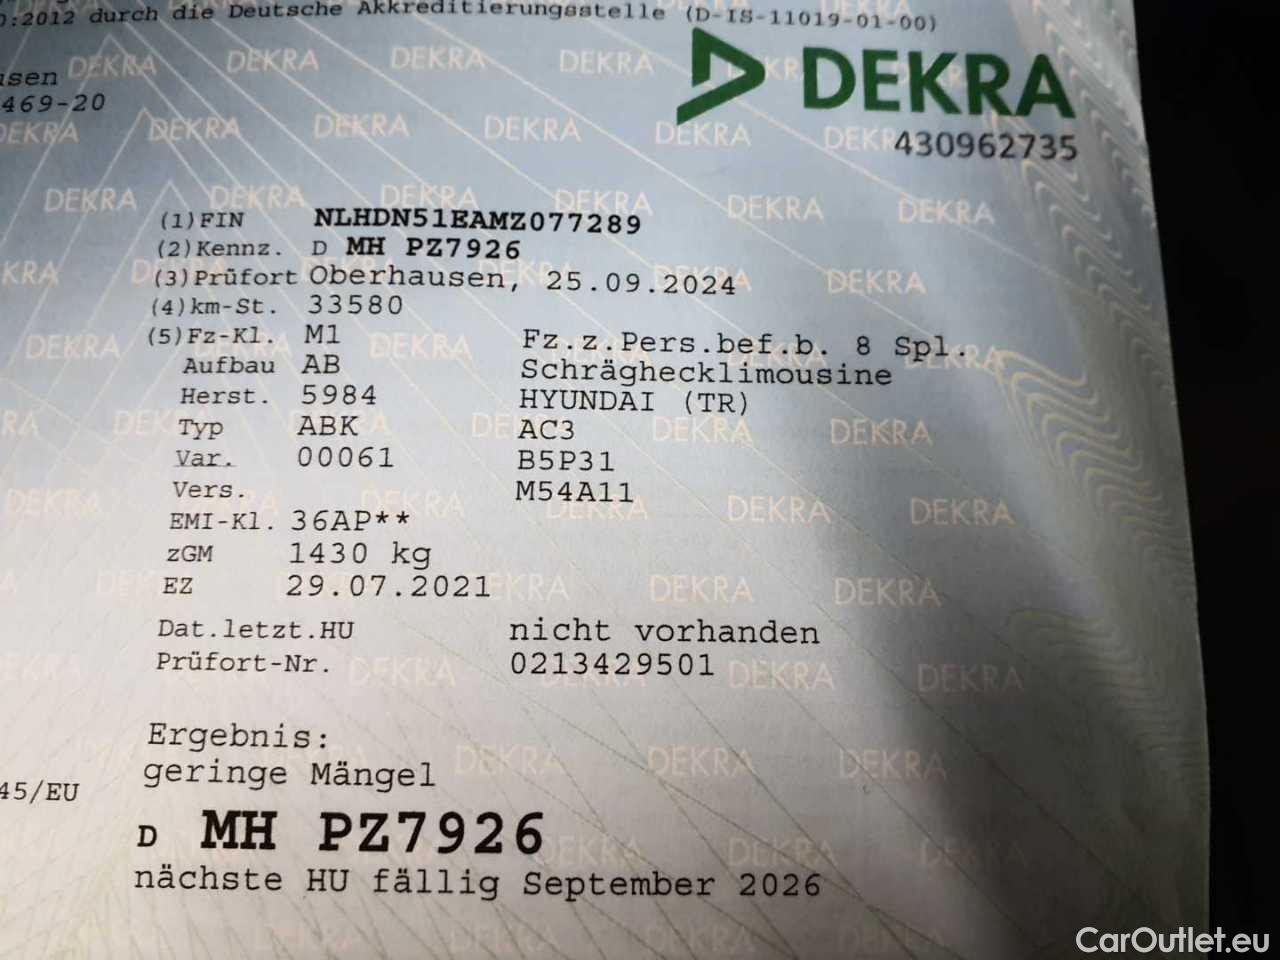 :2012 durch die Deutsche Akkreditierungsstelle (D-IS-11019-01-00)
DEKRA
430962735
469-20
(1)FIN NLHDN51EAMZ077289
(2)Kennz. D MH PZ7926
(3)Prüfort Oberhausen, 25.09.2024
(4)km-St. 33580
(5)Fz-Kl. M1 Fz.z.Pers.bef.b. 8 Spl.
Aufbau AB Schräghecklimousine
Herst. 5984 HYUNDAI (TR)
Typ ABK AC3
Var. 00061 B5P31
Vers. M54A11
EMI-Kl. 36AP**
zGM 1430 kg
EZ 29.07.2021
Dat.letzt.HU nicht vorhanden
Prüfort-Nr. 0213429501
Ergebnis:
geringe Mängel
45/EU
D MH PZ7926
nächste HU fällig September 2026
CarOutlet.eu